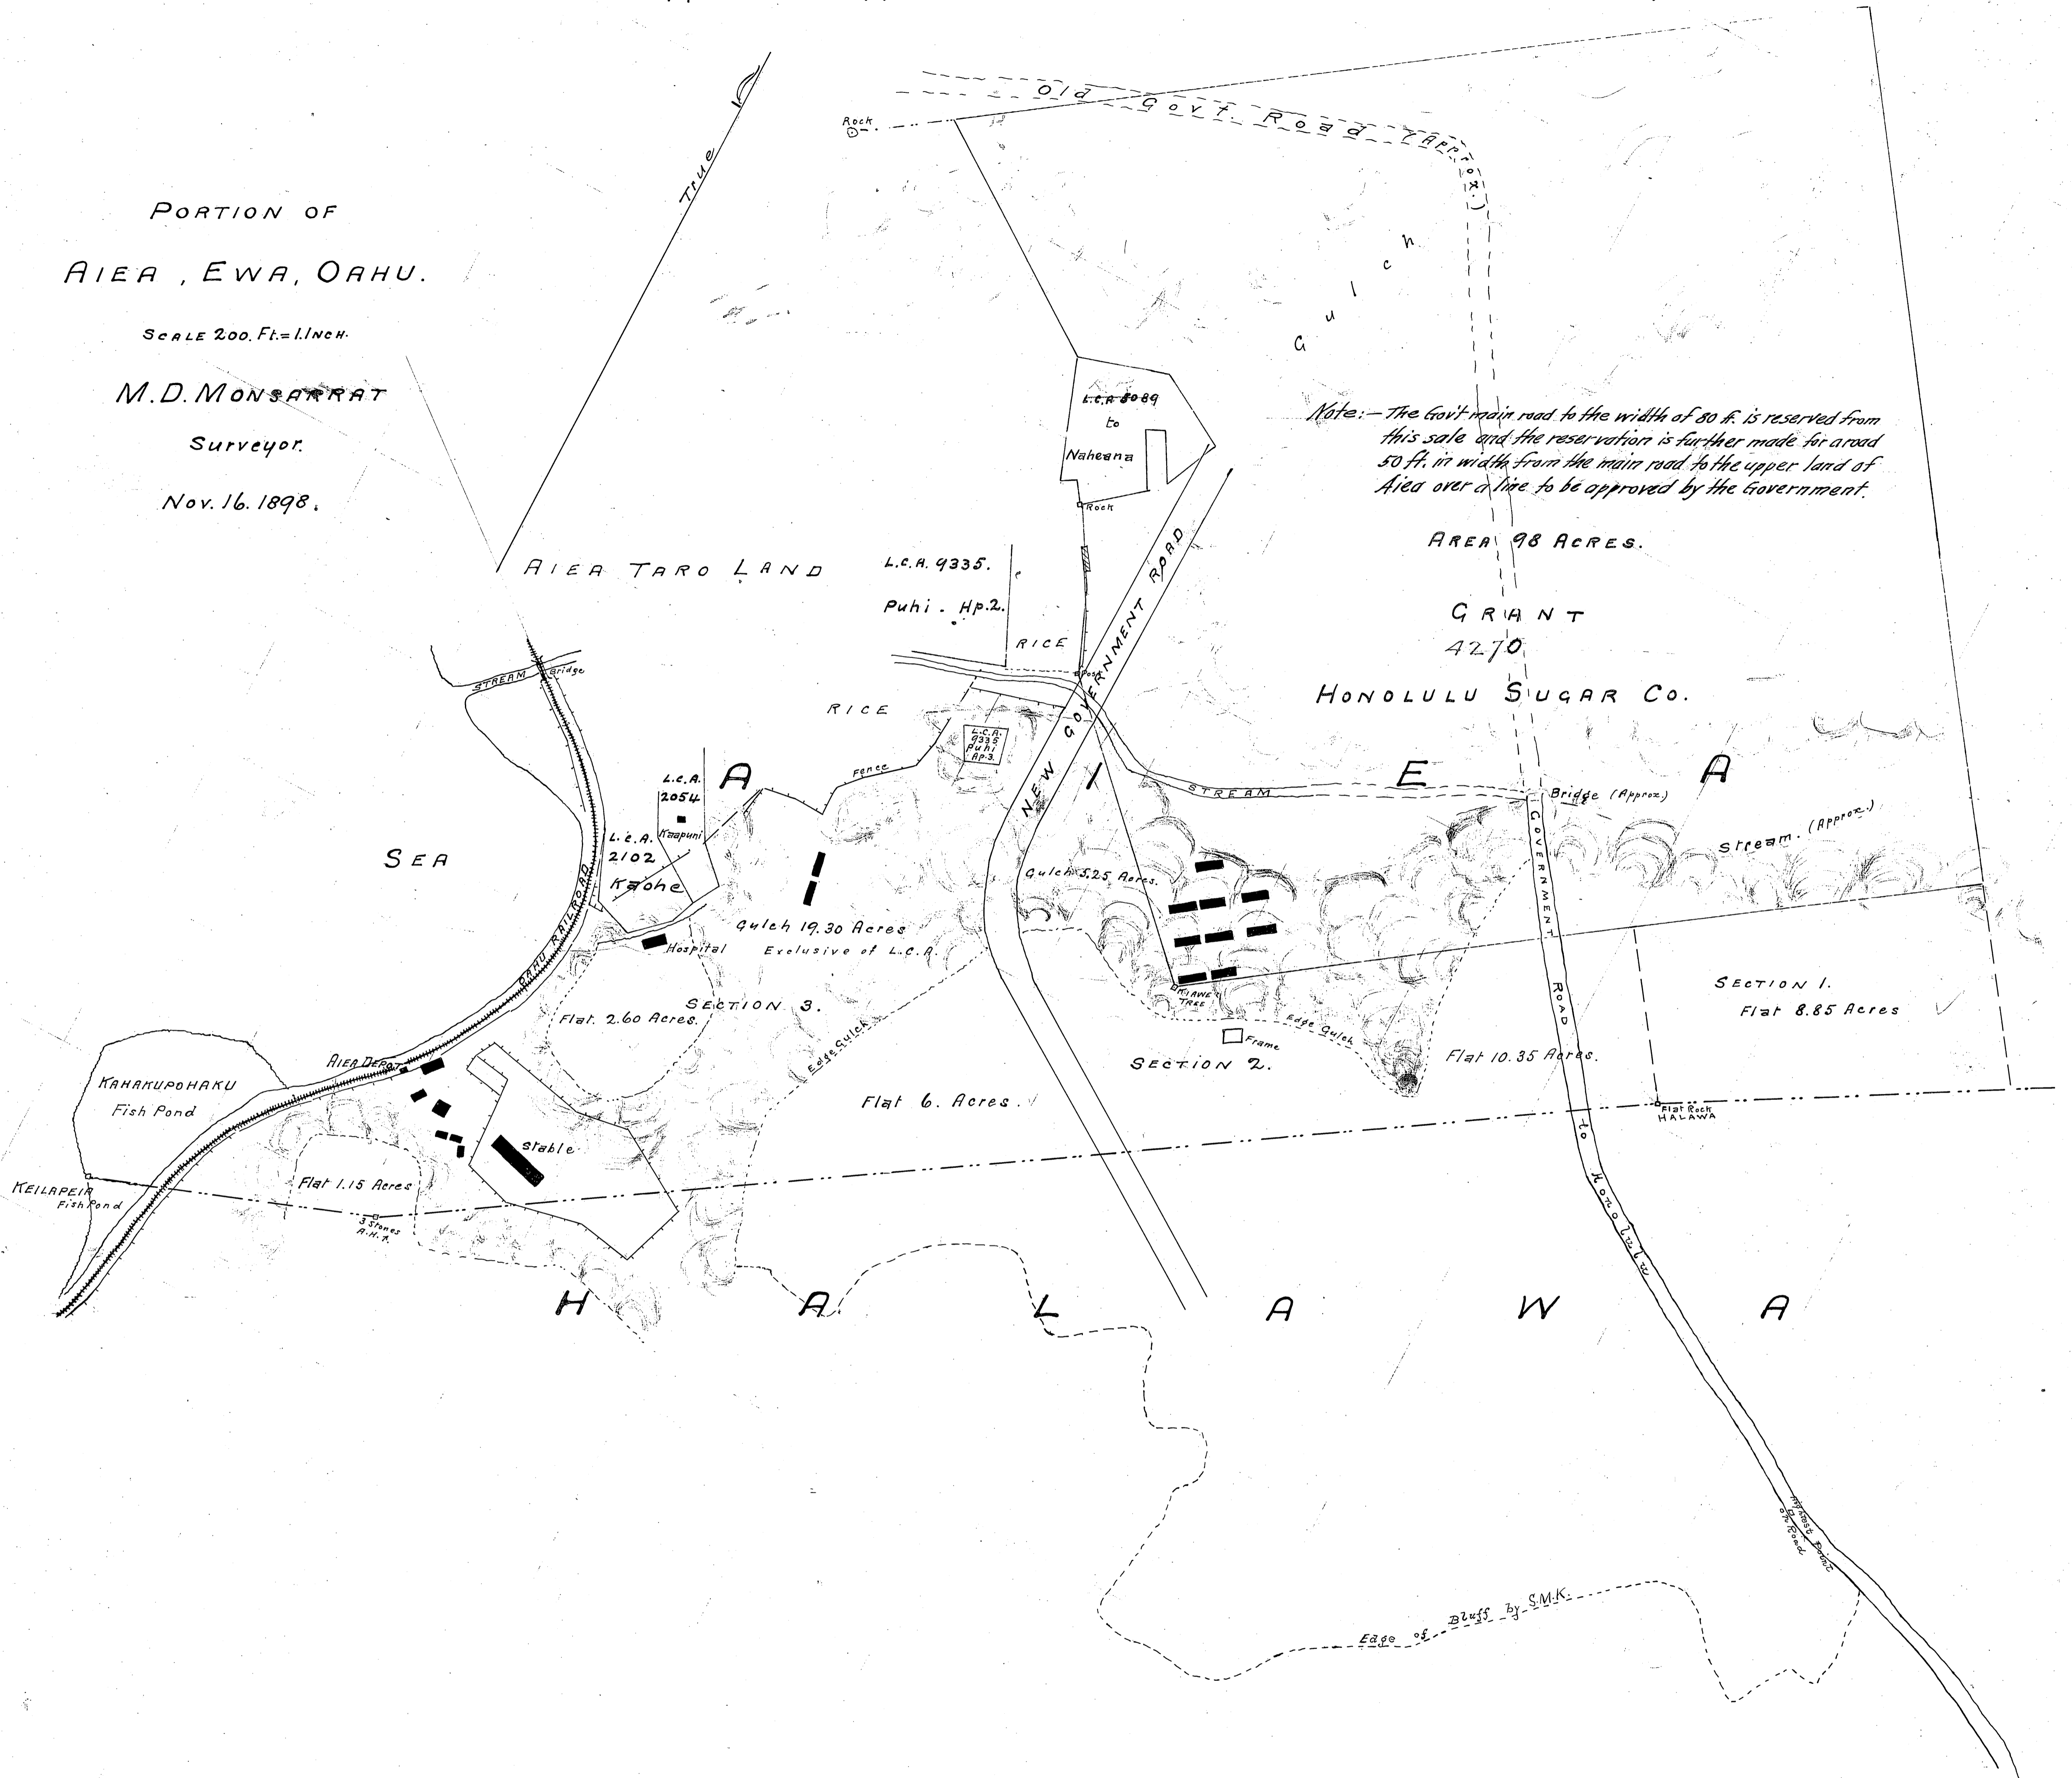 PORTION OF
AIEA, EWA, OAHU.
SCALE 200. Ft.=1.INCH.
M.D. MONSARRAT
Surveyor.
Nov. 16. 1898.
True
Rock
Old Govt. Road (Approx.)
Gulch
L.C.A. 8089
to
Naheana
Rock
Note:- The Gov't main road to the width of 80 ft. is reserved from
this sale and the reservation is further made for a road
50 ft. in width from the main road to the upper land of
Aiea over a line to be approved by the Government.
AREA 98 ACRES.
GRANT
4270
HONOLULU SUGAR CO.
AIEA TARO LAND
L.C.A. 9335.
Puhi. Hp.2.
RICE
Post
NEW GOVERNMENT ROAD
STREAM
Bridge
RICE
L.C.A.
9335
Puhi
Ap.3.
Fence
A I E A
STREAM
Bridge (Approx.)
Stream. (Approx.)
L.C.A.
2054
Kaapuni
L.C.A.
2102
Kaohe
SEA
OAHU RAILROAD
Gulch 19.30 Acres
Exclusive of L.C.A.
Hospital
Gulch 5.25 Acres.
KIAWE
TREE
GOVERNMENT ROAD to Honolulu
SECTION 1.
Flat 8.85 Acres
SECTION 3.
Flat. 2.60 Acres.
Edge Gulch
Edge Gulch
Frame
SECTION 2.
Flat 10.35 Acres.
Flat 6. Acres.
AIEA DEPOT
KAHAKUPOHAKU
Fish Pond
Stable
Flat Rock
HALAWA
KEILAPEIA
Fish Pond
Flat 1.15 Acres
3 Stones
A.H.1.
H A L A W A
Highest Point
on Road
Edge of Bluff by S.M.K.